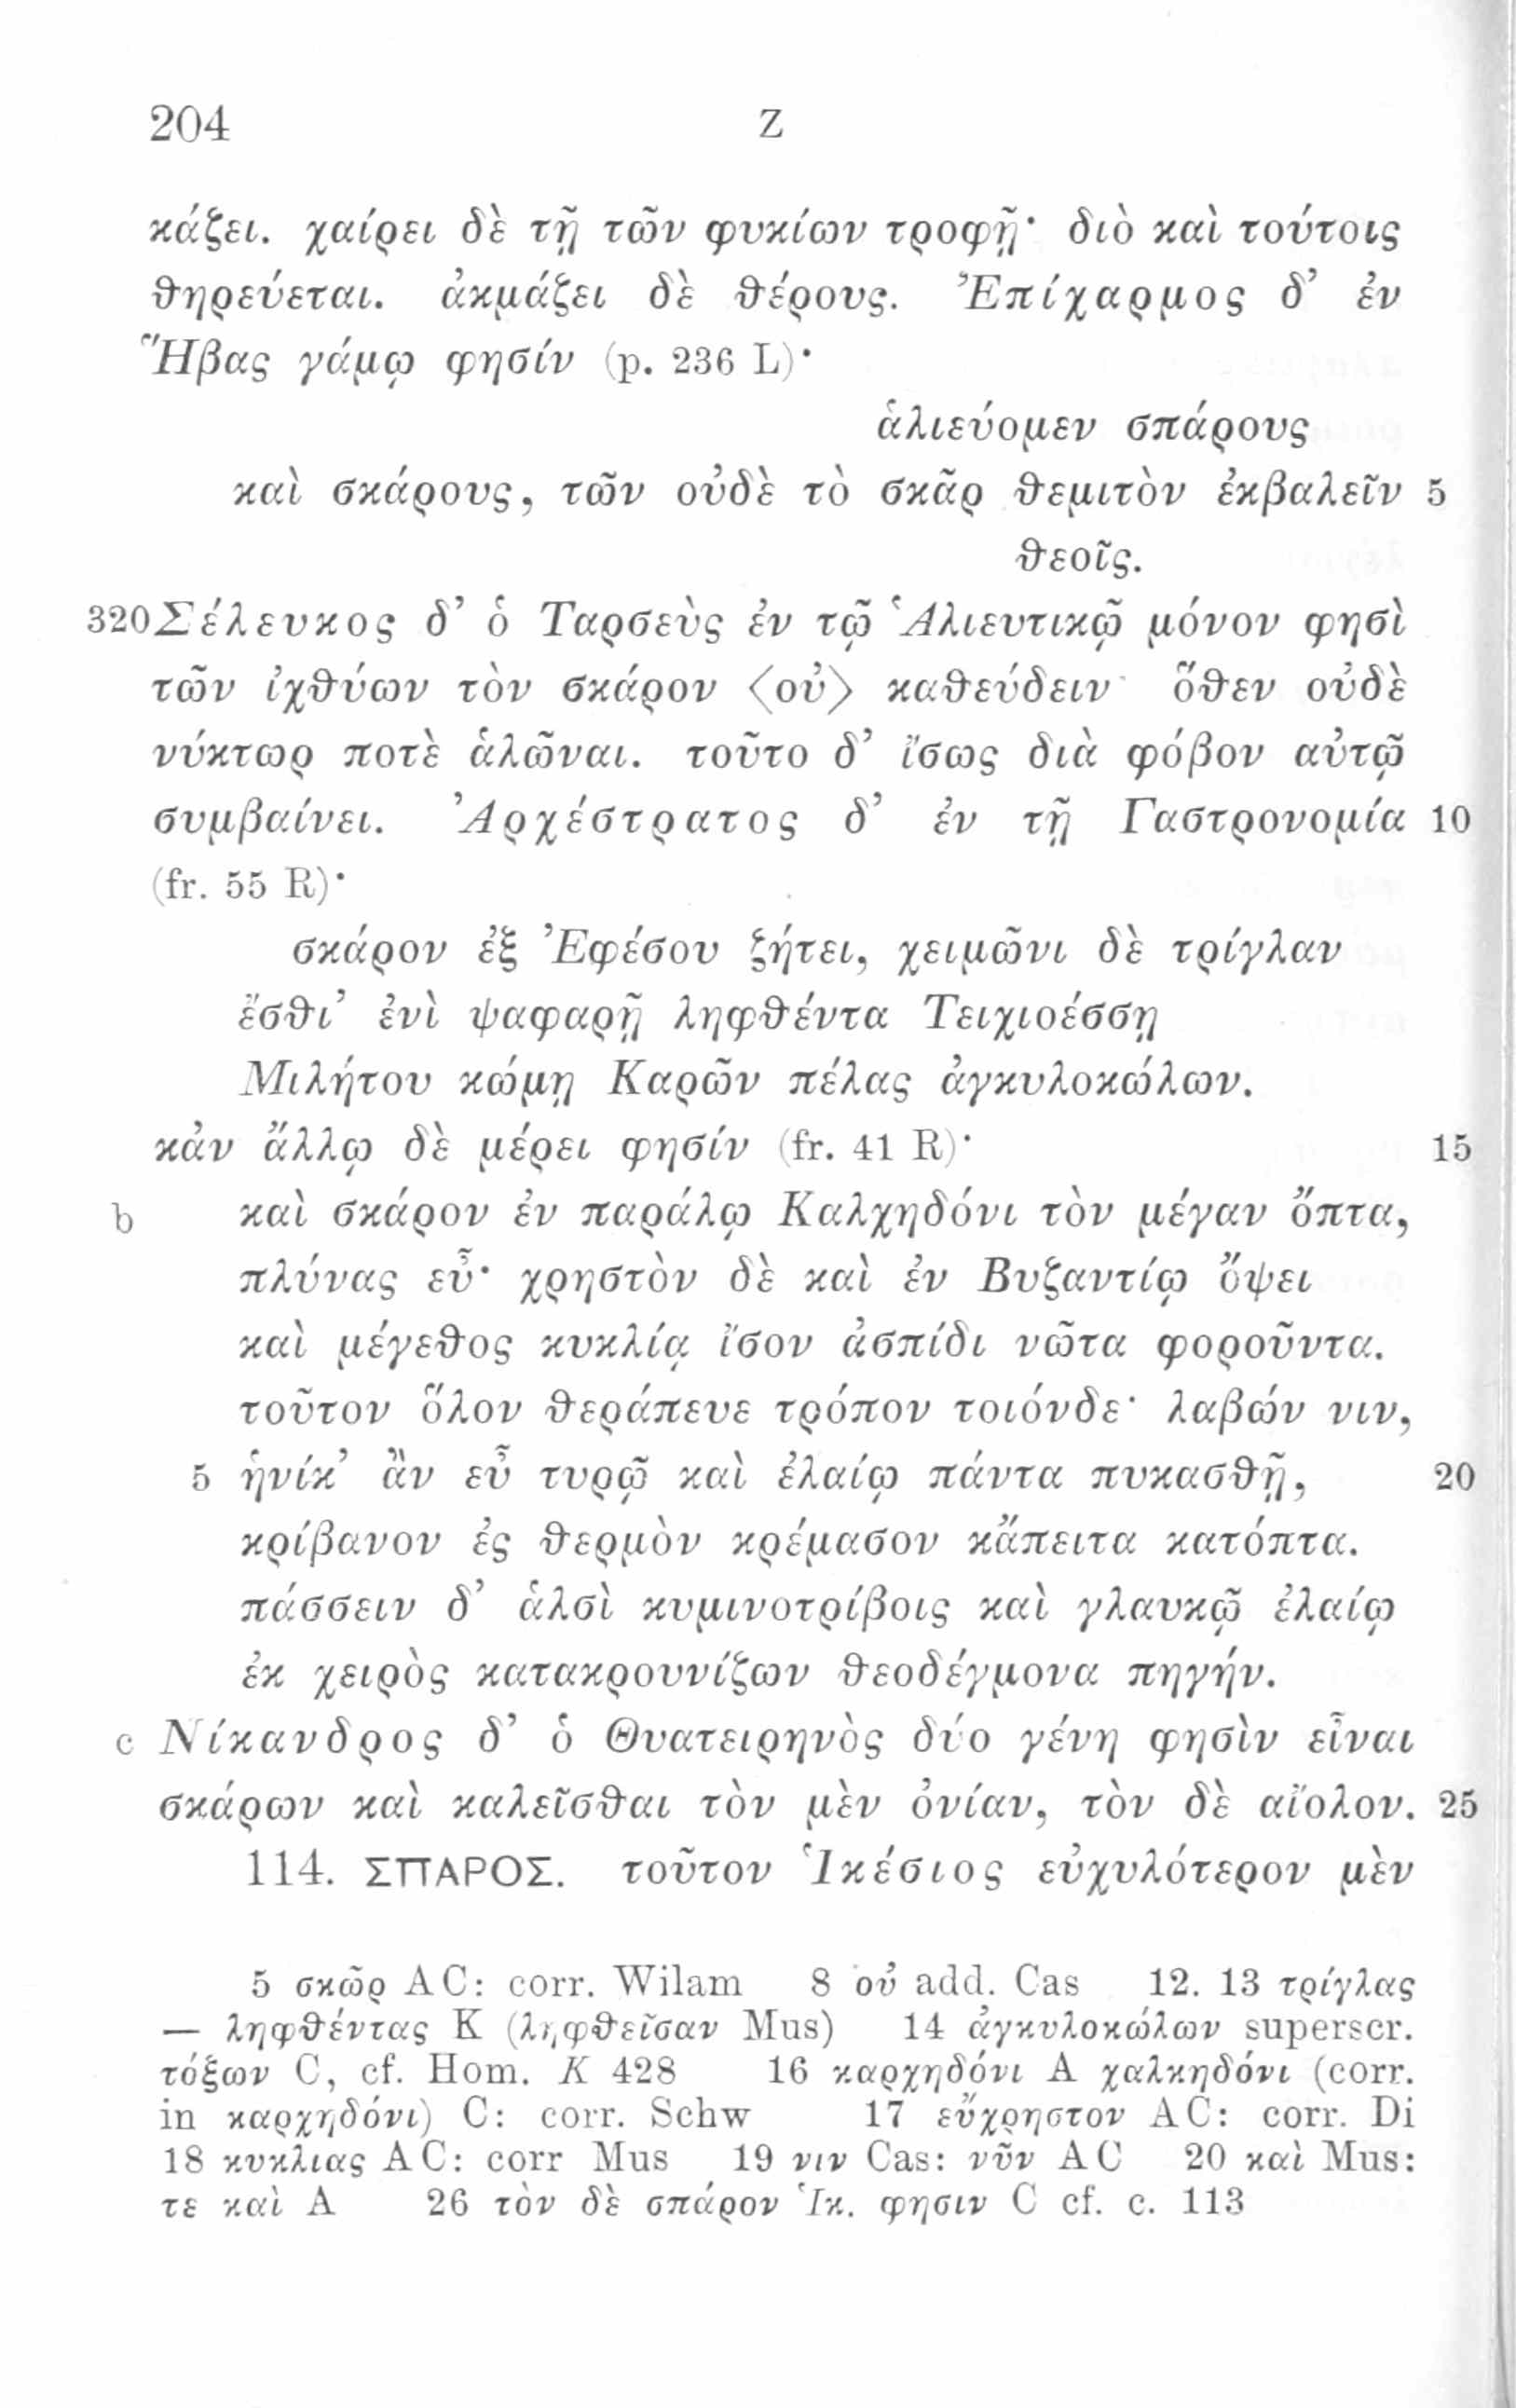 204 Z
κάζει. χαίρει δὲ τῇ τῶν φυκίων τροφῇ· διὸ καὶ τούτοις
θηρεύεται. ἀκμάζει δὲ θέρους. Ἐπίχαρμος δ’ ἐν
Ἥβας γάμῳ φησίν (p. 236 L)·
ἁλιεύομεν σπάρους
καὶ σκάρους, τῶν οὐδὲ τὸ σκᾶρ θεμιτὸν ἐκβαλεῖν 5
θεοῖς.
320 Σέλευκος δ’ ὁ Ταρσεὺς ἐν τῷ Ἁλιευτικῷ μόνον φησὶ
τῶν ἰχθύων τὸν σκάρον 〈οὐ〉 καθεύδειν· ὅθεν οὐδὲ
νύκτωρ ποτὲ ἁλῶναι. τοῦτο δ’ ἴσως διὰ φόβον αὐτῷ
συμβαίνει. Ἀρχέστρατος δ’ ἐν τῇ Γαστρονομία 10
(fr. 55 R)·
σκάρον ἐξ Ἐφέσου ζήτει, χειμῶνι δὲ τρίγλαν
ἔσθι’ ἐνὶ ψαφαρῇ ληφθέντα Τειχιοέσσῃ
Μιλήτου κώμῃ Καρῶν πέλας ἀγκυλοκώλων.
κἀν ἄλλῳ δὲ μέρει φησίν (fr. 41 R)· 15
b καὶ σκάρον ἐν παράλῳ Καλχηδόνι τὸν μέγαν ὄπτα,
πλύνας εὖ· χρηστὸν δὲ καὶ ἐν Βυζαντίῳ ὄψει
καὶ μέγεθος κυκλίᾳ ἴσον ἀσπίδι νῶτα φοροῦντα.
τοῦτον ὅλον θεράπευε τρόπον τοιόνδε· λαβών νιν,
5 ἡνίκ’ ἂν εὖ τυρῷ καὶ ἐλαίῳ πάντα πυκασθῇ, 20
κρίβανον ἐς θερμὸν κρέμασον κἄπειτα κατόπτα.
πάσσειν δ’ ἁλσὶ κυμινοτρίβοις καὶ γλαυκῷ ἐλαίῳ
ἐκ χειρὸς κατακρουνίζων θεοδέγμονα πηγήν.
c Νίκανδρος δ’ ὁ Θυατειρηνὸς δύο γένη φησὶν εἶναι
σκάρων καὶ καλεῖσθαι τὸν μὲν ὀνίαν, τὸν δὲ αἴολον. 25
114. ΣΠΑΡΟΣ. τοῦτον Ἱκέσιος εὐχυλότερον μὲν
5 σκῶρ AC: corr. Wilam 8 οὐ add. Cas 12. 13 τρίγλας
— ληφθέντας K (ληφθεῖσαν Mus) 14 ἀγκυλοκώλων superscr.
τόξων C, cf. Hom. K 428 16 καρχηδόνι A χαλκηδόνι (corr.
in καρχηδόνι) C: corr. Schw 17 εὔχρηστον AC: corr. Di
18 κυκλιας AC: corr Mus 19 νιν Cas: νῦν AC 20 καὶ Mus:
τε καὶ A 26 τὸν δὲ σπάρον Ἱκ. φησιν C cf. c. 113